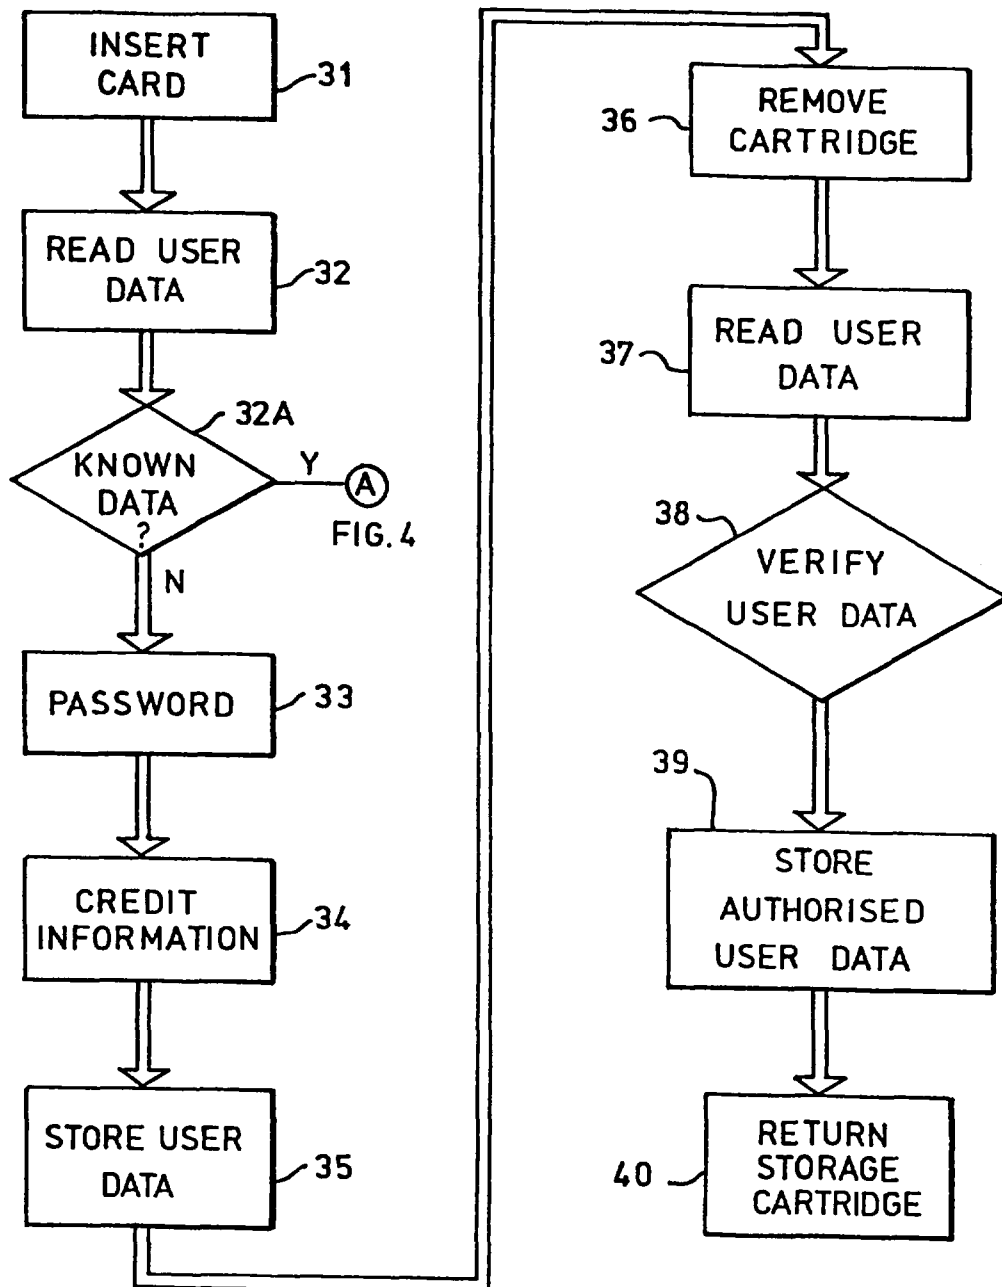 INSERT
CARD
31
READ USER
DATA
32
32A
KNOWN
DATA
?
Y
A
FIG. 4
N
PASSWORD
33
CREDIT
INFORMATION
34
STORE USER
DATA
35
REMOVE
CARTRIDGE
36
READ USER
DATA
37
38
VERIFY
USER DATA
39
STORE
AUTHORISED
USER DATA
RETURN
STORAGE
CARTRIDGE
40